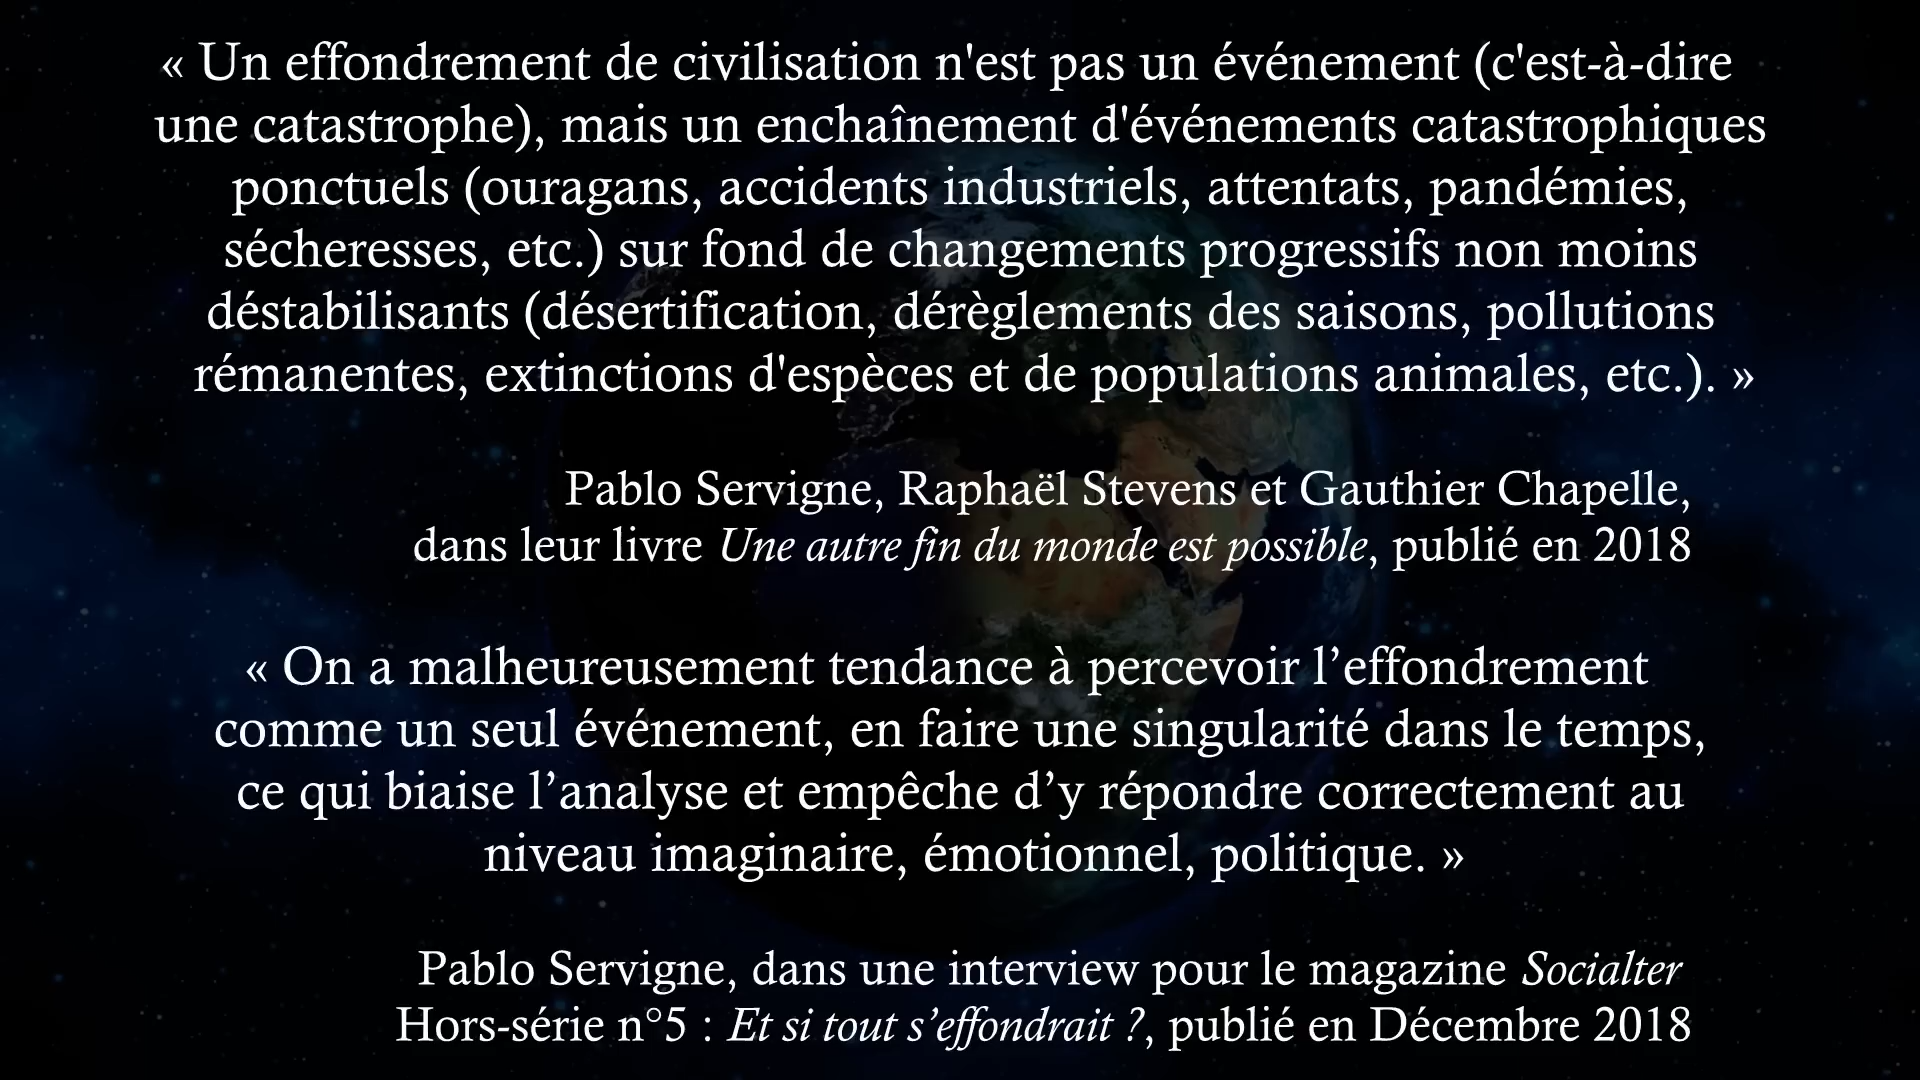 « Un effondrement de civilisation n'est pas un événement (c'est-à-dire
une catastrophe), mais un enchaînement d'événements catastrophiques
ponctuels (ouragans, accidents industriels, attentats, pandémies,
sécheresses, etc.) sur fond de changements progressifs non moins
déstabilisants (désertification, dérèglements des saisons, pollutions
rémanentes, extinctions d'espèces et de populations animales, etc.). »
Pablo Servigne, Raphaël Stevens et Gauthier Chapelle,
dans leur livre Une autre fin du monde est possible, publié en 2018
« On a malheureusement tendance à percevoir l’effondrement
comme un seul événement, en faire une singularité dans le temps,
ce qui biaise l’analyse et empêche d’y répondre correctement au
niveau imaginaire, émotionnel, politique. »
Pablo Servigne, dans une interview pour le magazine Socialter
Hors-série n°5 : Et si tout s’effondrait ?, publié en Décembre 2018